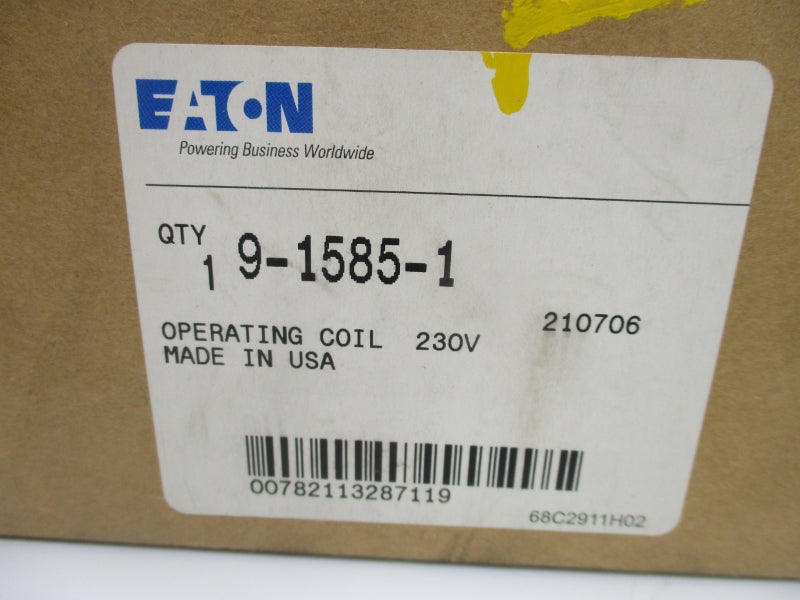 EATON
Powering Business Worldwide
QTY
1 9-1585-1
210706
OPERATING COIL 230V
MADE IN USA
00782113287119
68C2911H02